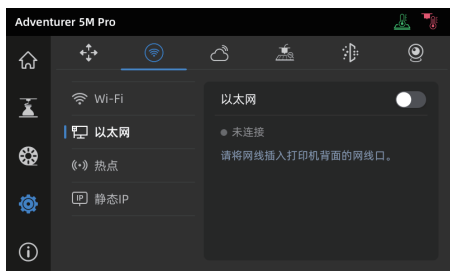 Adventurer 5M Pro
Wi-Fi
以太网
热点
IP 静态IP
以太网
未连接
请将网线插入打印机背面的网线口。